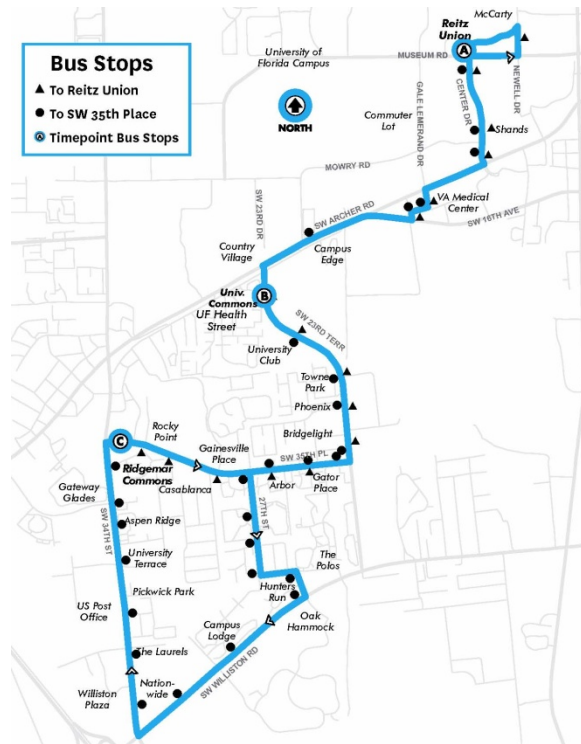 Bus Stops
To Reitz Union
To SW 35th Place
A Timepoint Bus Stops
University of
Florida Campus
NORTH
McCarty
Reitz
Union
A
MUSEUM RD
NEWELL DR
CENTER DR
GALE LEMERAND DR
Commuter
Lot
Shands
MOWRY RD
VA Medical
Center
SW 16TH AVE
SW ARCHER RD
SW 23RD DR
Country
Village
Campus
Edge
B
Univ.
Commons
UF Health
Street
SW 23RD TERR
University
Club
Towne
Park
Phoenix
Bridgelight
SW 35TH PL
Rocky
Point
C
Gainesville
Place
Ridgemar
Commons
Casablanca
Arbor
Gator
Place
Gateway
Glades
SW 34TH ST
27TH ST
Aspen Ridge
University
Terrace
The
Polos
Pickwick Park
Hunters
Run
US Post
Office
Oak
Hammock
Campus
Lodge
The Laurels
SW WILLISTON RD
Nation-
wide
Williston
Plaza